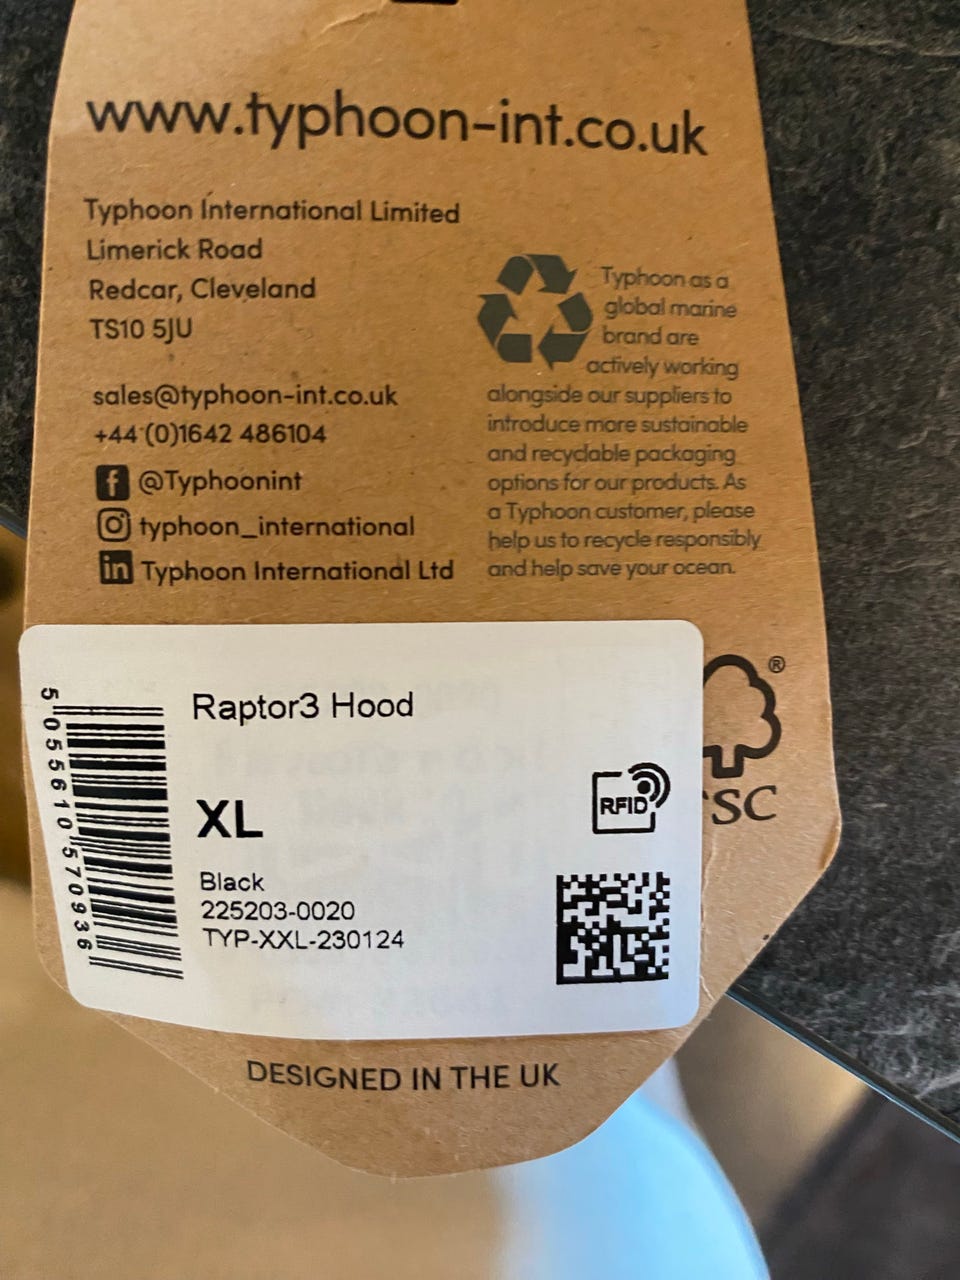 www.typhoon-int.co.uk
Typhoon International Limited
Limerick Road
Redcar, Cleveland
TS10 5JU
sales@typhoon-int.co.uk
+44 (0)1642 486104
@Typhoonint
typhoon_international
Typhoon International Ltd
Typhoon as a
global marine
brand are
actively working
alongside our suppliers to
introduce more sustainable
and recyclable packaging
options for our products. As
a Typhoon customer, please
help us to recycle responsibly
and help save your ocean.
5 055610 570936
Raptor3 Hood
XL
RFID
Black
225203-0020
TYP-XXL-230124
®
SC
DESIGNED IN THE UK